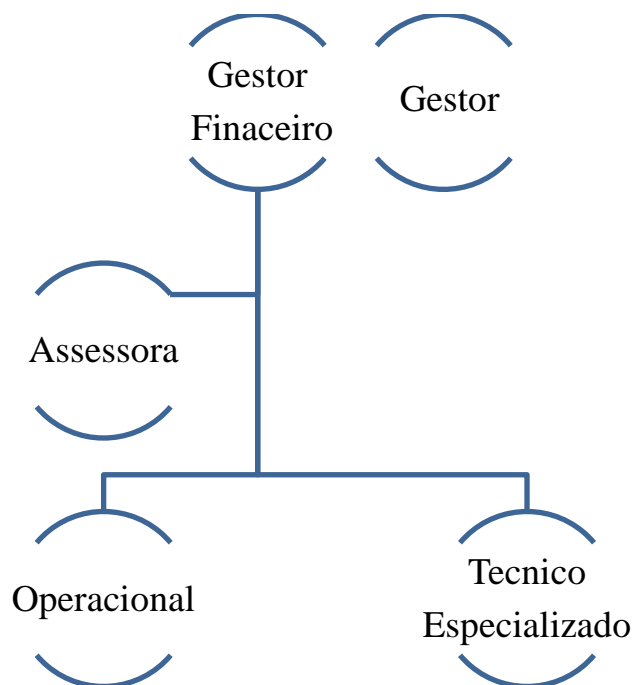 Gestor
Finaceiro
Gestor
Assessora
Operacional
Tecnico
Especializado